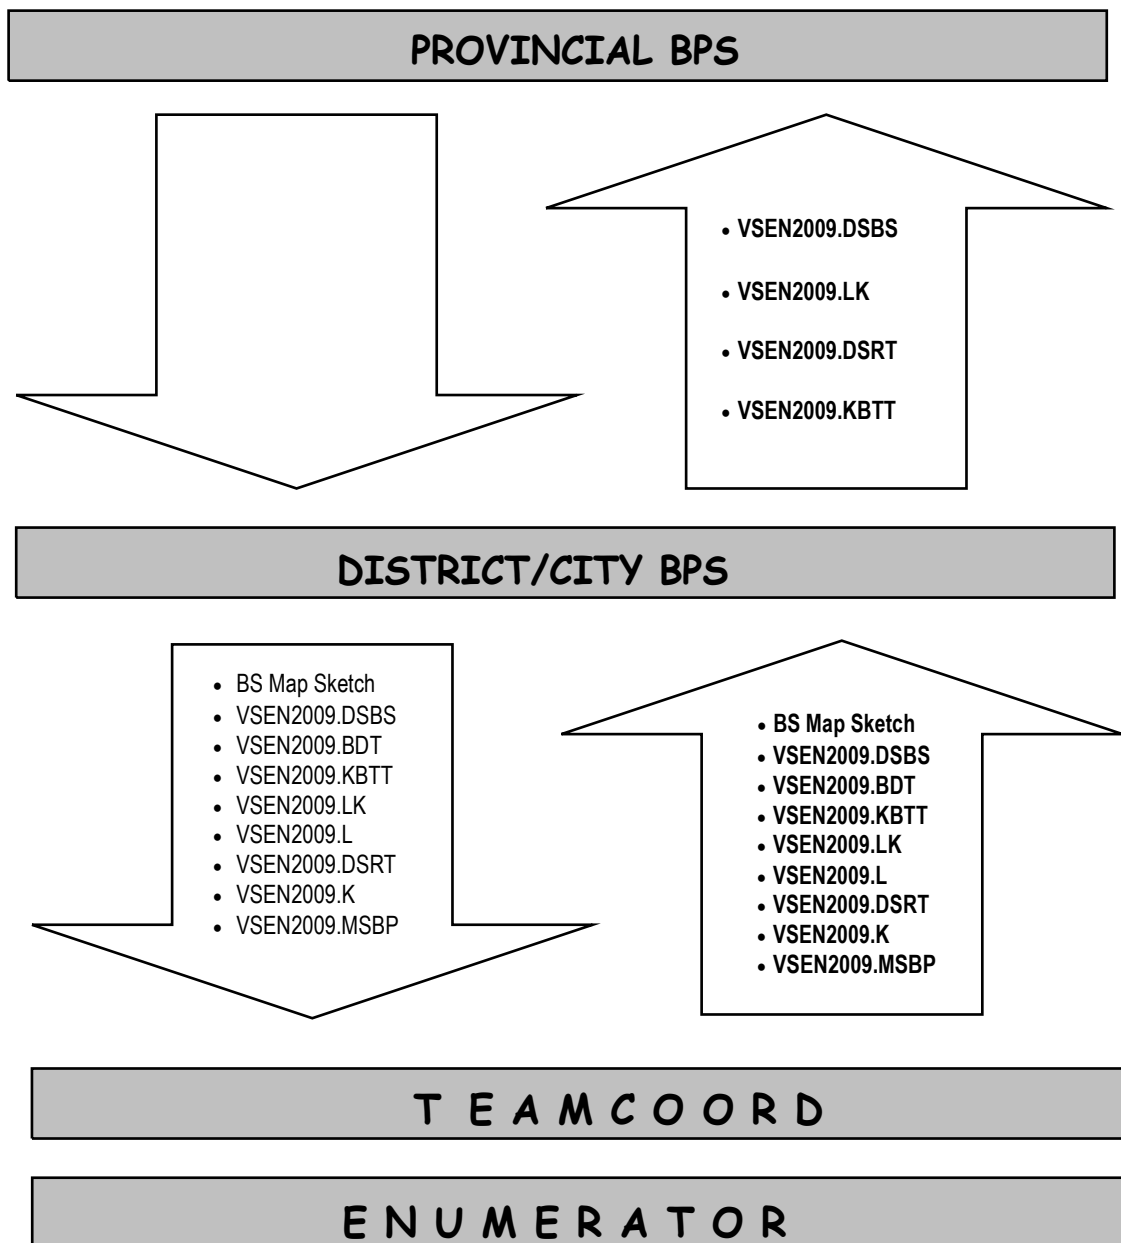 PROVINCIAL BPS
• VSEN2009.DSBS
• VSEN2009.LK
• VSEN2009.DSRT
• VSEN2009.KBTT
DISTRICT/CITY BPS
• BS Map Sketch
• VSEN2009.DSBS
• VSEN2009.BDT
• VSEN2009.KBTT
• VSEN2009.LK
• VSEN2009.L
• VSEN2009.DSRT
• VSEN2009.K
• VSEN2009.MSBP
• BS Map Sketch
• VSEN2009.DSBS
• VSEN2009.BDT
• VSEN2009.KBTT
• VSEN2009.LK
• VSEN2009.L
• VSEN2009.DSRT
• VSEN2009.K
• VSEN2009.MSBP
T E A M C O O R D
E N U M E R A T O R